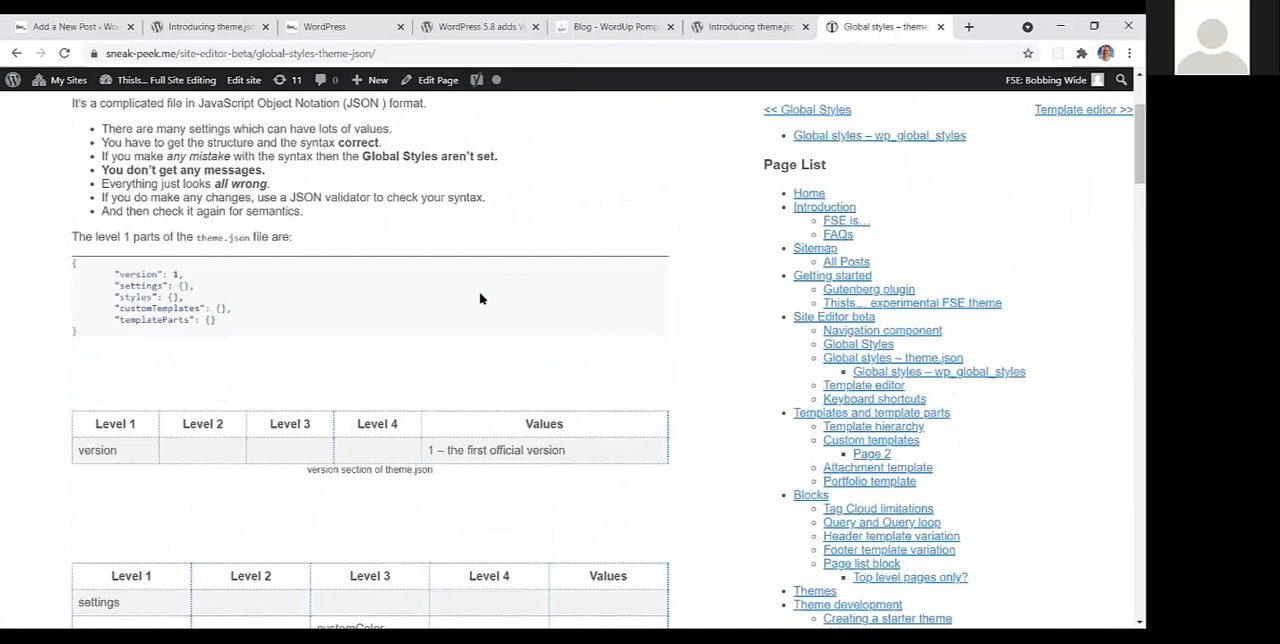 Add a New Post ‹ Wo
Introducing theme.jso
WordPress
WordPress 5.8 adds W
Blog - WordUp Pomp
Introducing theme.jso
Global styles – theme
sneak-peek.me/site-editor-beta/global-styles-theme-json/
My Sites
ThisIs... Full Site Editing
Edit site
11
0
New
Edit Page
FSE: Bobbing Wide
It's a complicated file in JavaScript Object Notation (JSON ) format.
There are many settings which can have lots of values.
You have to get the structure and the syntax correct.
If you make any mistake with the syntax then the Global Styles aren't set.
You don't get any messages.
Everything just looks all wrong.
If you do make any changes, use a JSON validator to check your syntax.
And then check it again for semantics.
The level 1 parts of the theme.json file are:
{
"version": 1,
"settings": {},
"styles": {},
"customTemplates": {},
"templateParts": {}
}
Level 1 Level 2 Level 3 Level 4 Values
version 1 – the first official version
version section of theme.json
Level 1 Level 2 Level 3 Level 4 Values
settings
customColor
<< Global Styles
Template editor >>
Global styles – wp_global_styles
Page List
Home
Introduction
FSE is…
FAQs
Sitemap
All Posts
Getting started
Gutenberg plugin
ThisIs… experimental FSE theme
Site Editor beta
Navigation component
Global Styles
Global styles – theme.json
Global styles – wp_global_styles
Template editor
Keyboard shortcuts
Templates and template parts
Template hierarchy
Custom templates
Page 2
Attachment template
Portfolio template
Blocks
Tag Cloud limitations
Query and Query loop
Header template variation
Footer template variation
Page list block
Top level pages only?
Themes
Theme development
Creating a starter theme